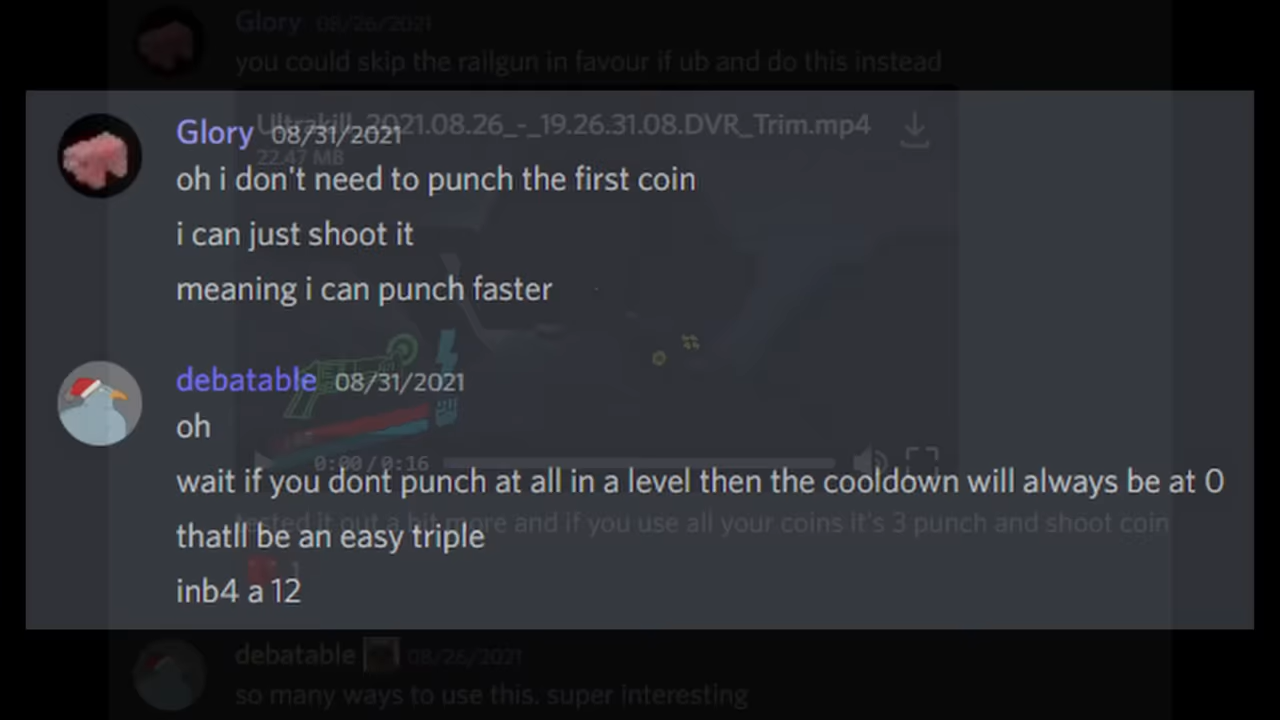 Glory 08/26/2021
you could skip the railgun in favour if ub and do this instead
Ultrakill_2021.08.26_-_19.26.31.08.DVR_Trim.mp4
22.47 MB
Glory 08/31/2021
oh i don't need to punch the first coin
i can just shoot it
meaning i can punch faster
debatable 08/31/2021
oh
0:00 / 0:16
wait if you dont punch at all in a level then the cooldown will always be at 0
tested it out a bit more and if you use all your coins it's 3 punch and shoot coin
thatll be an easy triple
1
inb4 a 12
debatable 08/26/2021
so many ways to use this. super interesting